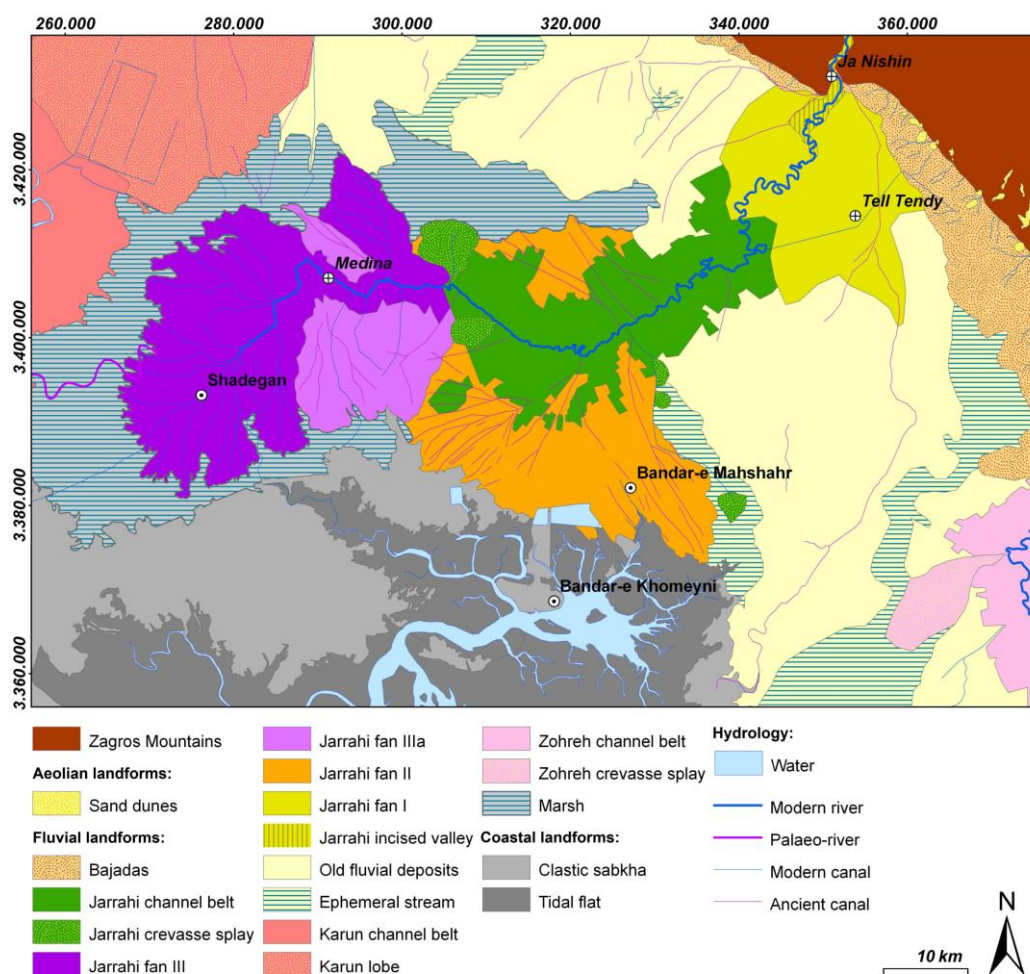 260.000 280.000 300.000 320.000 340.000 360.000
3.420.000
3.400.000
3.380.000
3.360.000
Ja Nishin
Tell Tendy
Medina
Shadegan
Bandar-e Mahshahr
Bandar-e Khomeyni
Zagros Mountains
Aeolian landforms:
Sand dunes
Fluvial landforms:
Bajadas
Jarrahi channel belt
Jarrahi crevasse splay
Jarrahi fan III
Jarrahi fan IIIa
Jarrahi fan II
Jarrahi fan I
Jarrahi incised valley
Old fluvial deposits
Ephemeral stream
Karun channel belt
Karun lobe
Zohreh channel belt
Zohreh crevasse splay
Marsh
Coastal landforms:
Clastic sabkha
Tidal flat
Hydrology:
Water
Modern river
Palaeo-river
Modern canal
Ancient canal
N
10 km